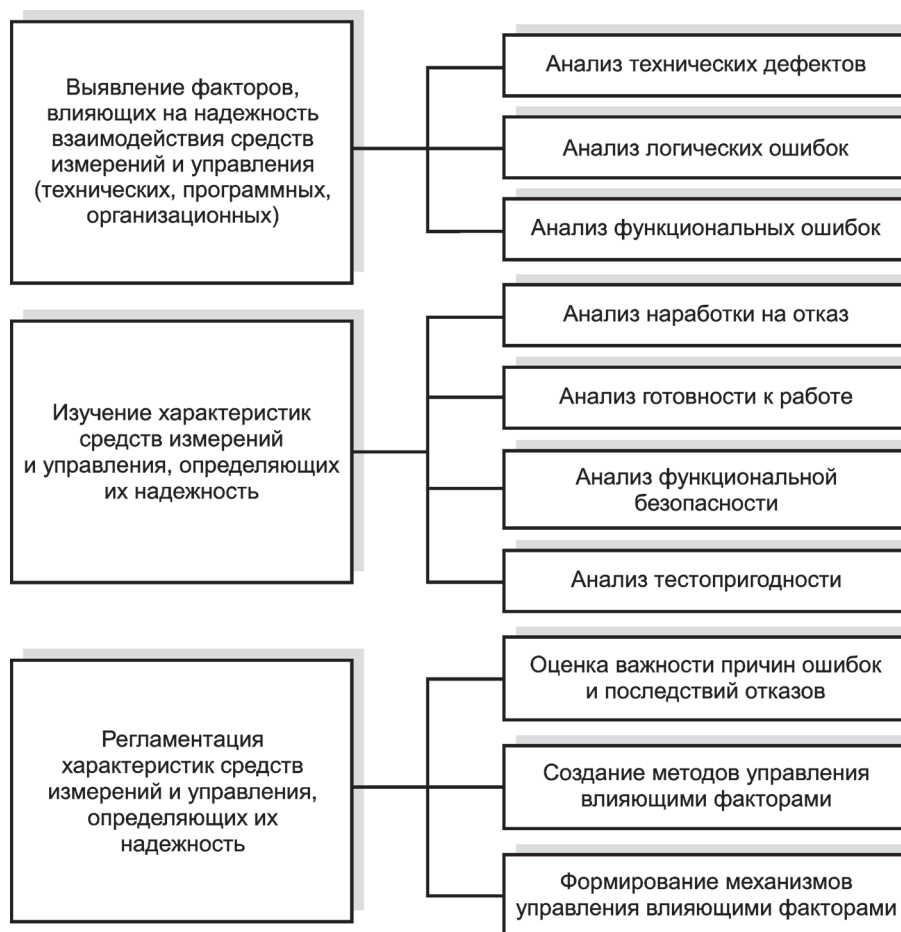 Выявление факторов,
влияющих на надежность
взаимодействия средств
измерений и управления
(технических, программных,
организационных)
Анализ технических дефектов
Анализ логических ошибок
Анализ функциональных ошибок
Изучение характеристик
средств измерений
и управления, определяющих
их надежность
Анализ наработки на отказ
Анализ готовности к работе
Анализ функциональной
безопасности
Анализ тестопригодности
Регламентация
характеристик средств
измерений и управления,
определяющих их
надежность
Оценка важности причин ошибок
и последствий отказов
Создание методов управления
влияющими факторами
Формирование механизмов
управления влияющими факторами